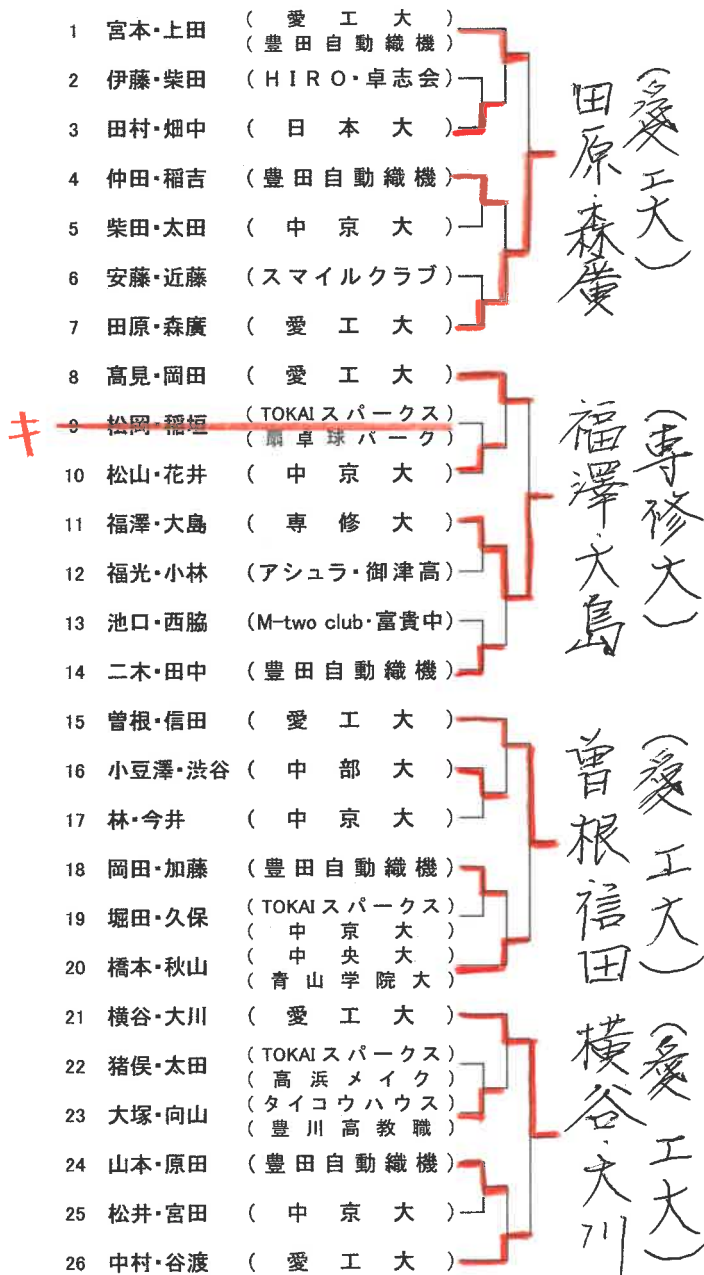 1 宮本・上田 (愛工大)
(豊田自動織機)
2 伊藤・柴田 (HIRO・卓志会)
3 田村・畑中 (日本大)
4 仲田・稲吉 (豊田自動織機)
5 柴田・太田 (中京大)
6 安藤・近藤 (スマイルクラブ)
7 田原・森廣 (愛工大)
8 髙見・岡田 (愛工大)
キ 9 松岡・稲垣 (TOKAIスパークス)
(扇卓球パーク)
10 松山・花井 (中京大)
11 福澤・大島 (専修大)
12 福光・小林 (アシュラ・御津高)
13 池口・西脇 (M-two club・富貴中)
14 二木・田中 (豊田自動織機)
15 曽根・信田 (愛工大)
16 小豆澤・渋谷 (中部大)
17 林・今井 (中京大)
18 岡田・加藤 (豊田自動織機)
19 堀田・久保 (TOKAIスパークス)
(中京大)
20 橋本・秋山 (中央大)
(青山学院大)
21 横谷・大川 (愛工大)
22 猪俣・太田 (TOKAIスパークス)
(高浜メイク)
23 大塚・向山 (タイコウハウス)
(豊川高教職)
24 山本・原田 (豊田自動織機)
25 松井・宮田 (中京大)
26 中村・谷渡 (愛工大)
(愛工大)
田原・森廣
(専修大)
福澤・大島
(愛工大)
曽根信田
(愛工大)
横谷・大川